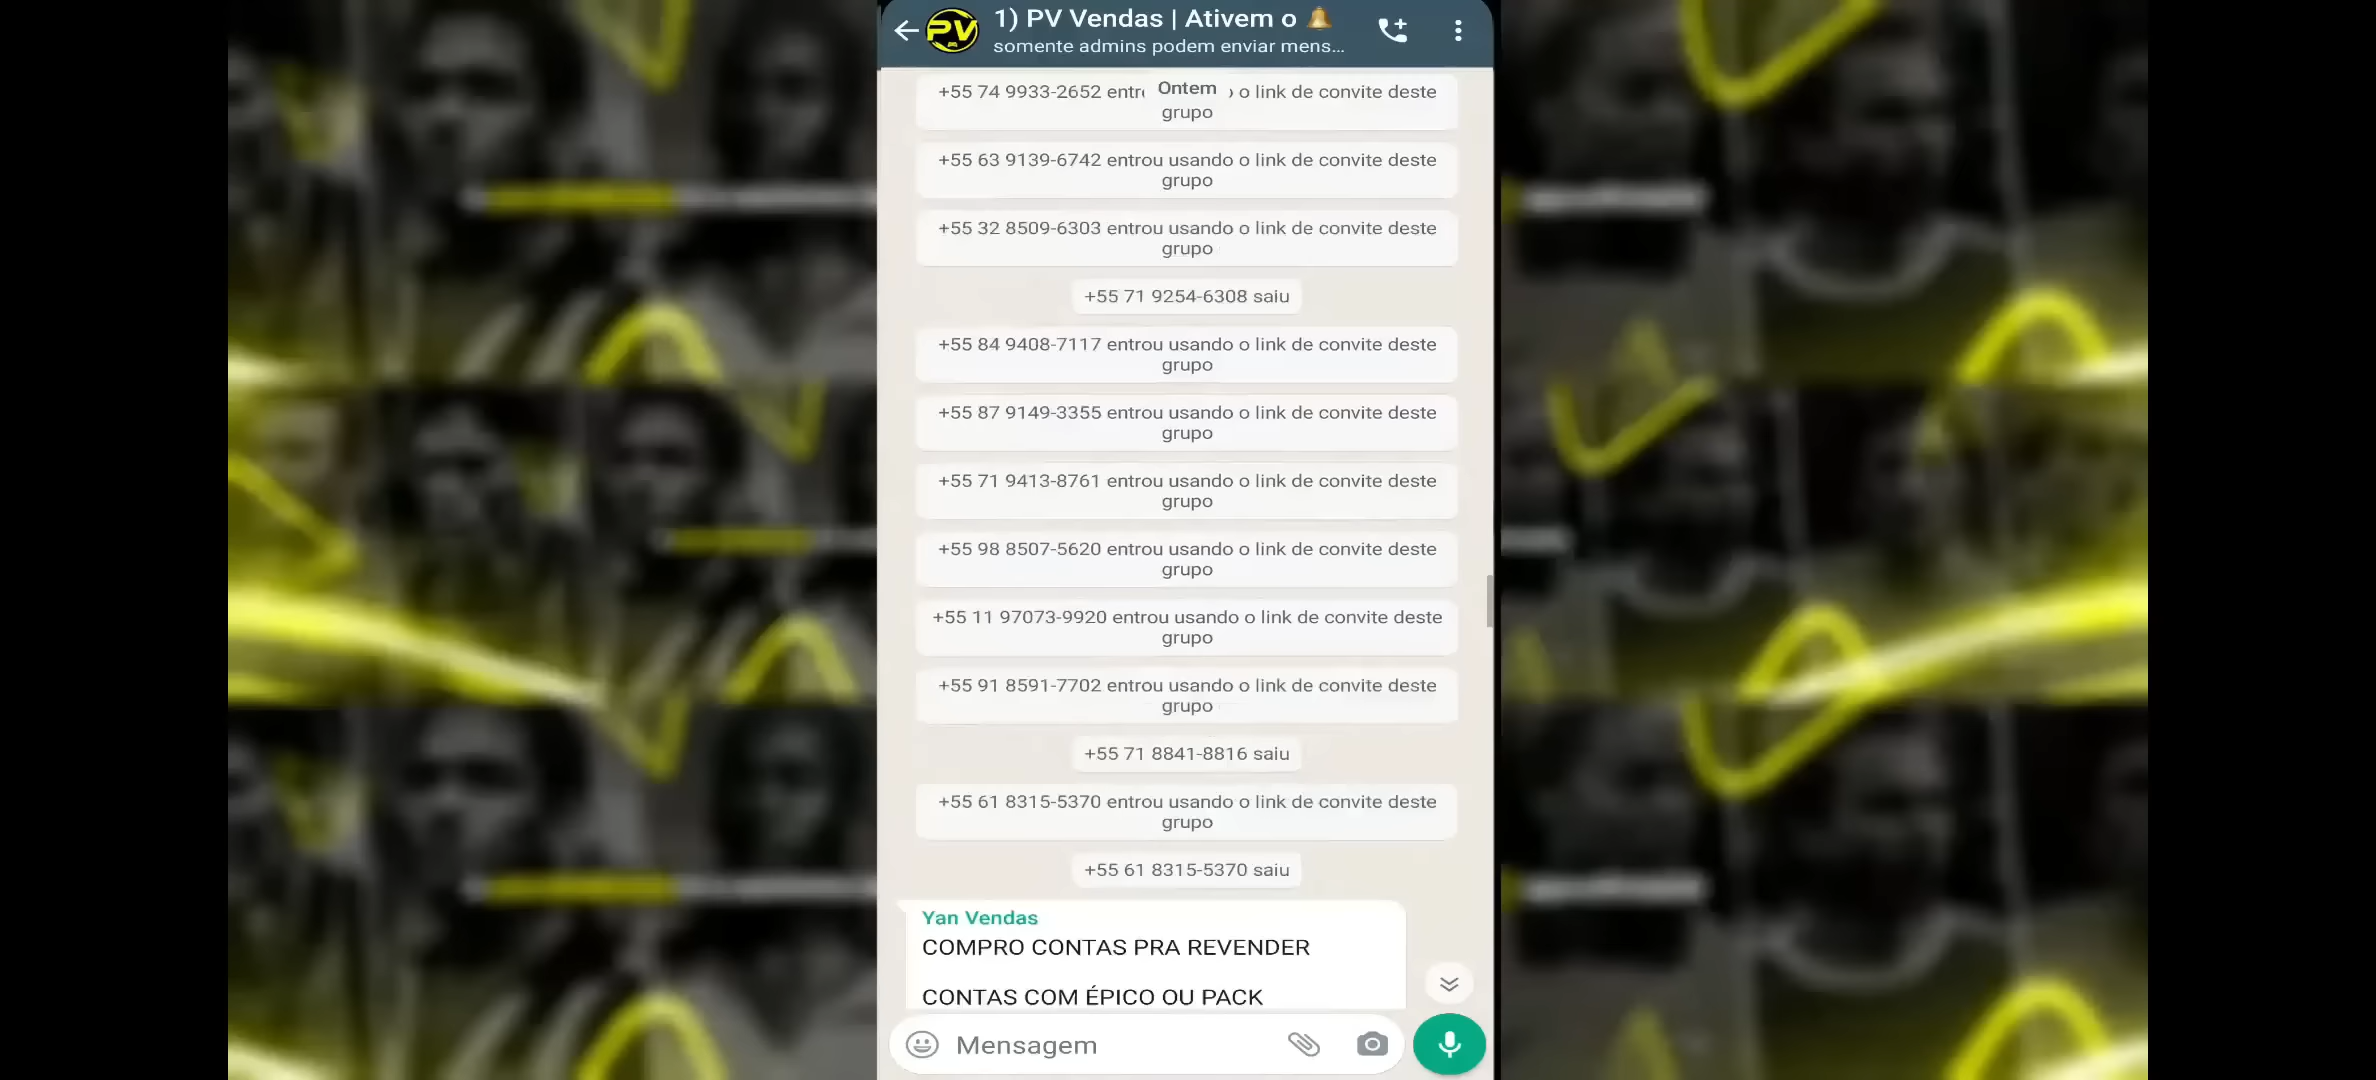 PV
1) PV Vendas | Ativem o 🔔
somente admins podem enviar mens...
Ontem
+55 74 9933-2652 entr o link de convite deste
grupo
+55 63 9139-6742 entrou usando o link de convite deste
grupo
+55 32 8509-6303 entrou usando o link de convite deste
grupo
+55 71 9254-6308 saiu
+55 84 9408-7117 entrou usando o link de convite deste
grupo
+55 87 9149-3355 entrou usando o link de convite deste
grupo
+55 71 9413-8761 entrou usando o link de convite deste
grupo
+55 98 8507-5620 entrou usando o link de convite deste
grupo
+55 11 97073-9920 entrou usando o link de convite deste
grupo
+55 91 8591-7702 entrou usando o link de convite deste
grupo
+55 71 8841-8816 saiu
+55 61 8315-5370 entrou usando o link de convite deste
grupo
+55 61 8315-5370 saiu
Yan Vendas
COMPRO CONTAS PRA REVENDER
CONTAS COM ÉPICO OU PACK
Mensagem